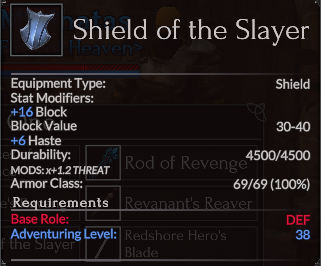 Shield of the Slayer
Equipment Type: Shield
Stat Modifiers:
+16 Block
Block Value 30-40
+6 Haste
Durability: 4500/4500
MODS: x+1.2 THREAT
Armor Class: 69/69 (100%)
Requirements
Base Role: DEF
Adventuring Level: 38
Rod of Revenge
Revenant's Reaver
of the Slayer
Redshore Hero's
Blade